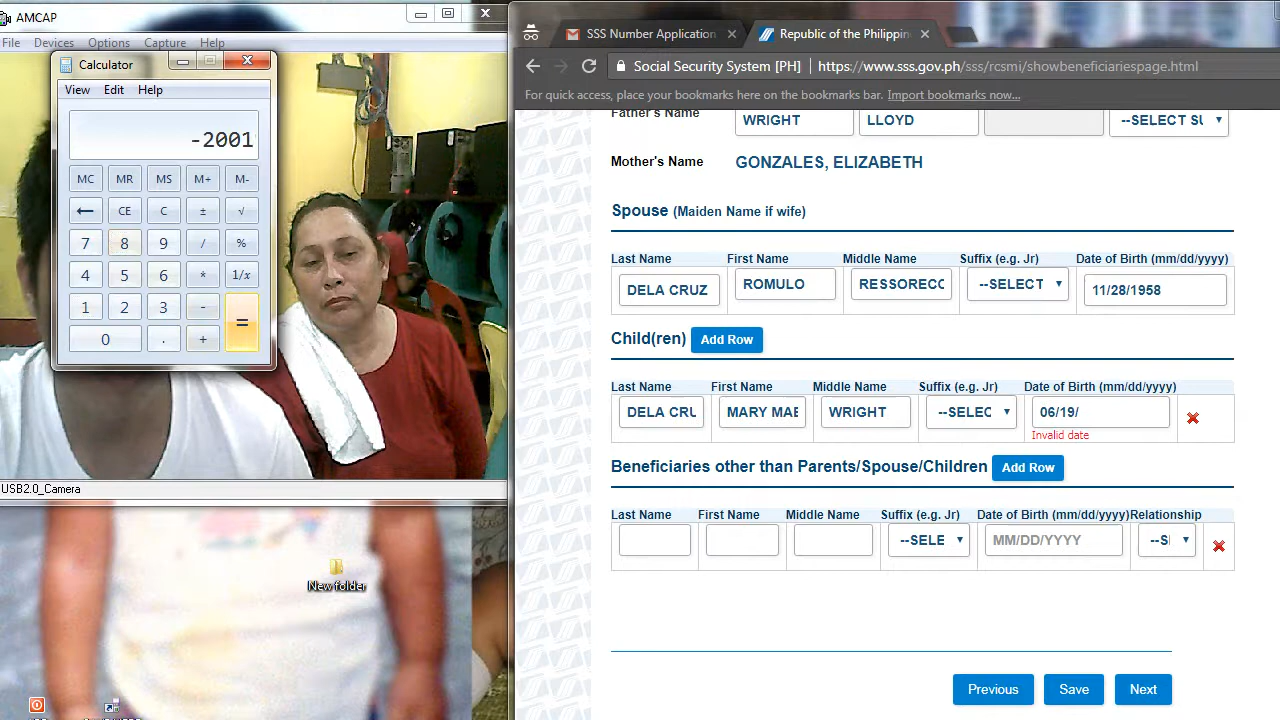 AMCAP
File Devices Options Capture Help
Calculator
View Edit Help
-2001
MC MR MS M+ M-
← CE C ± √
7 8 9 / %
4 5 6 * 1/x
1 2 3 - =
0 . +
USB2.0_Camera
New folder
SSS Number Application
Republic of the Philippin
Social Security System [PH] https://www.sss.gov.ph/sss/rcsmi/showbeneficiariespage.html
For quick access, place your bookmarks here on the bookmarks bar. Import bookmarks now...
Father's Name WRIGHT LLOYD --SELECT SU
Mother's Name GONZALES, ELIZABETH
Spouse (Maiden Name if wife)
Last Name First Name Middle Name Suffix (e.g. Jr) Date of Birth (mm/dd/yyyy)
DELA CRUZ ROMULO RESSORECC --SELECT 11/28/1958
Child(ren) Add Row
Last Name First Name Middle Name Suffix (e.g. Jr) Date of Birth (mm/dd/yyyy)
DELA CRU MARY MAE WRIGHT --SELEC 06/19/
Invalid date
Beneficiaries other than Parents/Spouse/Children Add Row
Last Name First Name Middle Name Suffix (e.g. Jr) Date of Birth (mm/dd/yyyy) Relationship
--SELE MM/DD/YYYY --SI
Previous Save Next